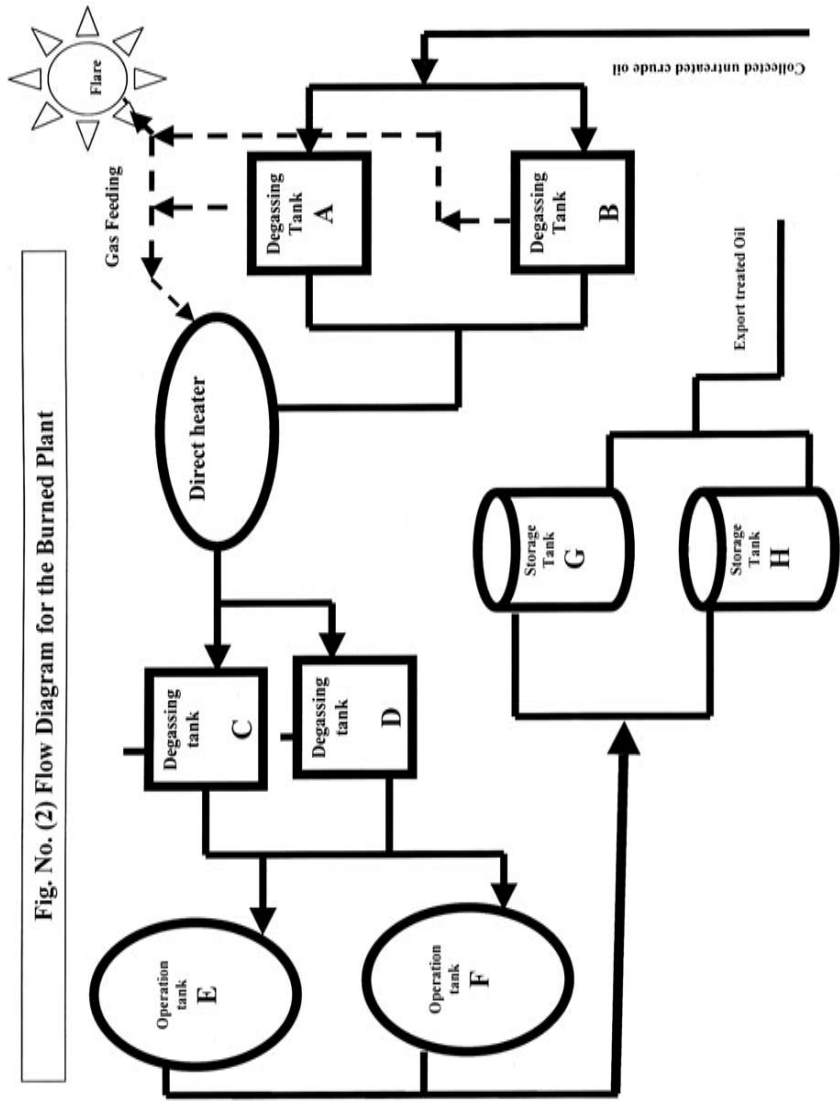 Fig. No. (2) Flow Diagram for the Burned Plant
Flare
Gas Feeding
Direct heater
Degassing
Tank
A
Degassing
Tank
B
Collected untreated crude oil
Degassing
tank
C
Degassing
tank
D
Operation
tank
E
Operation
tank
F
Storage
Tank
G
Storage
Tank
H
Export treated Oil